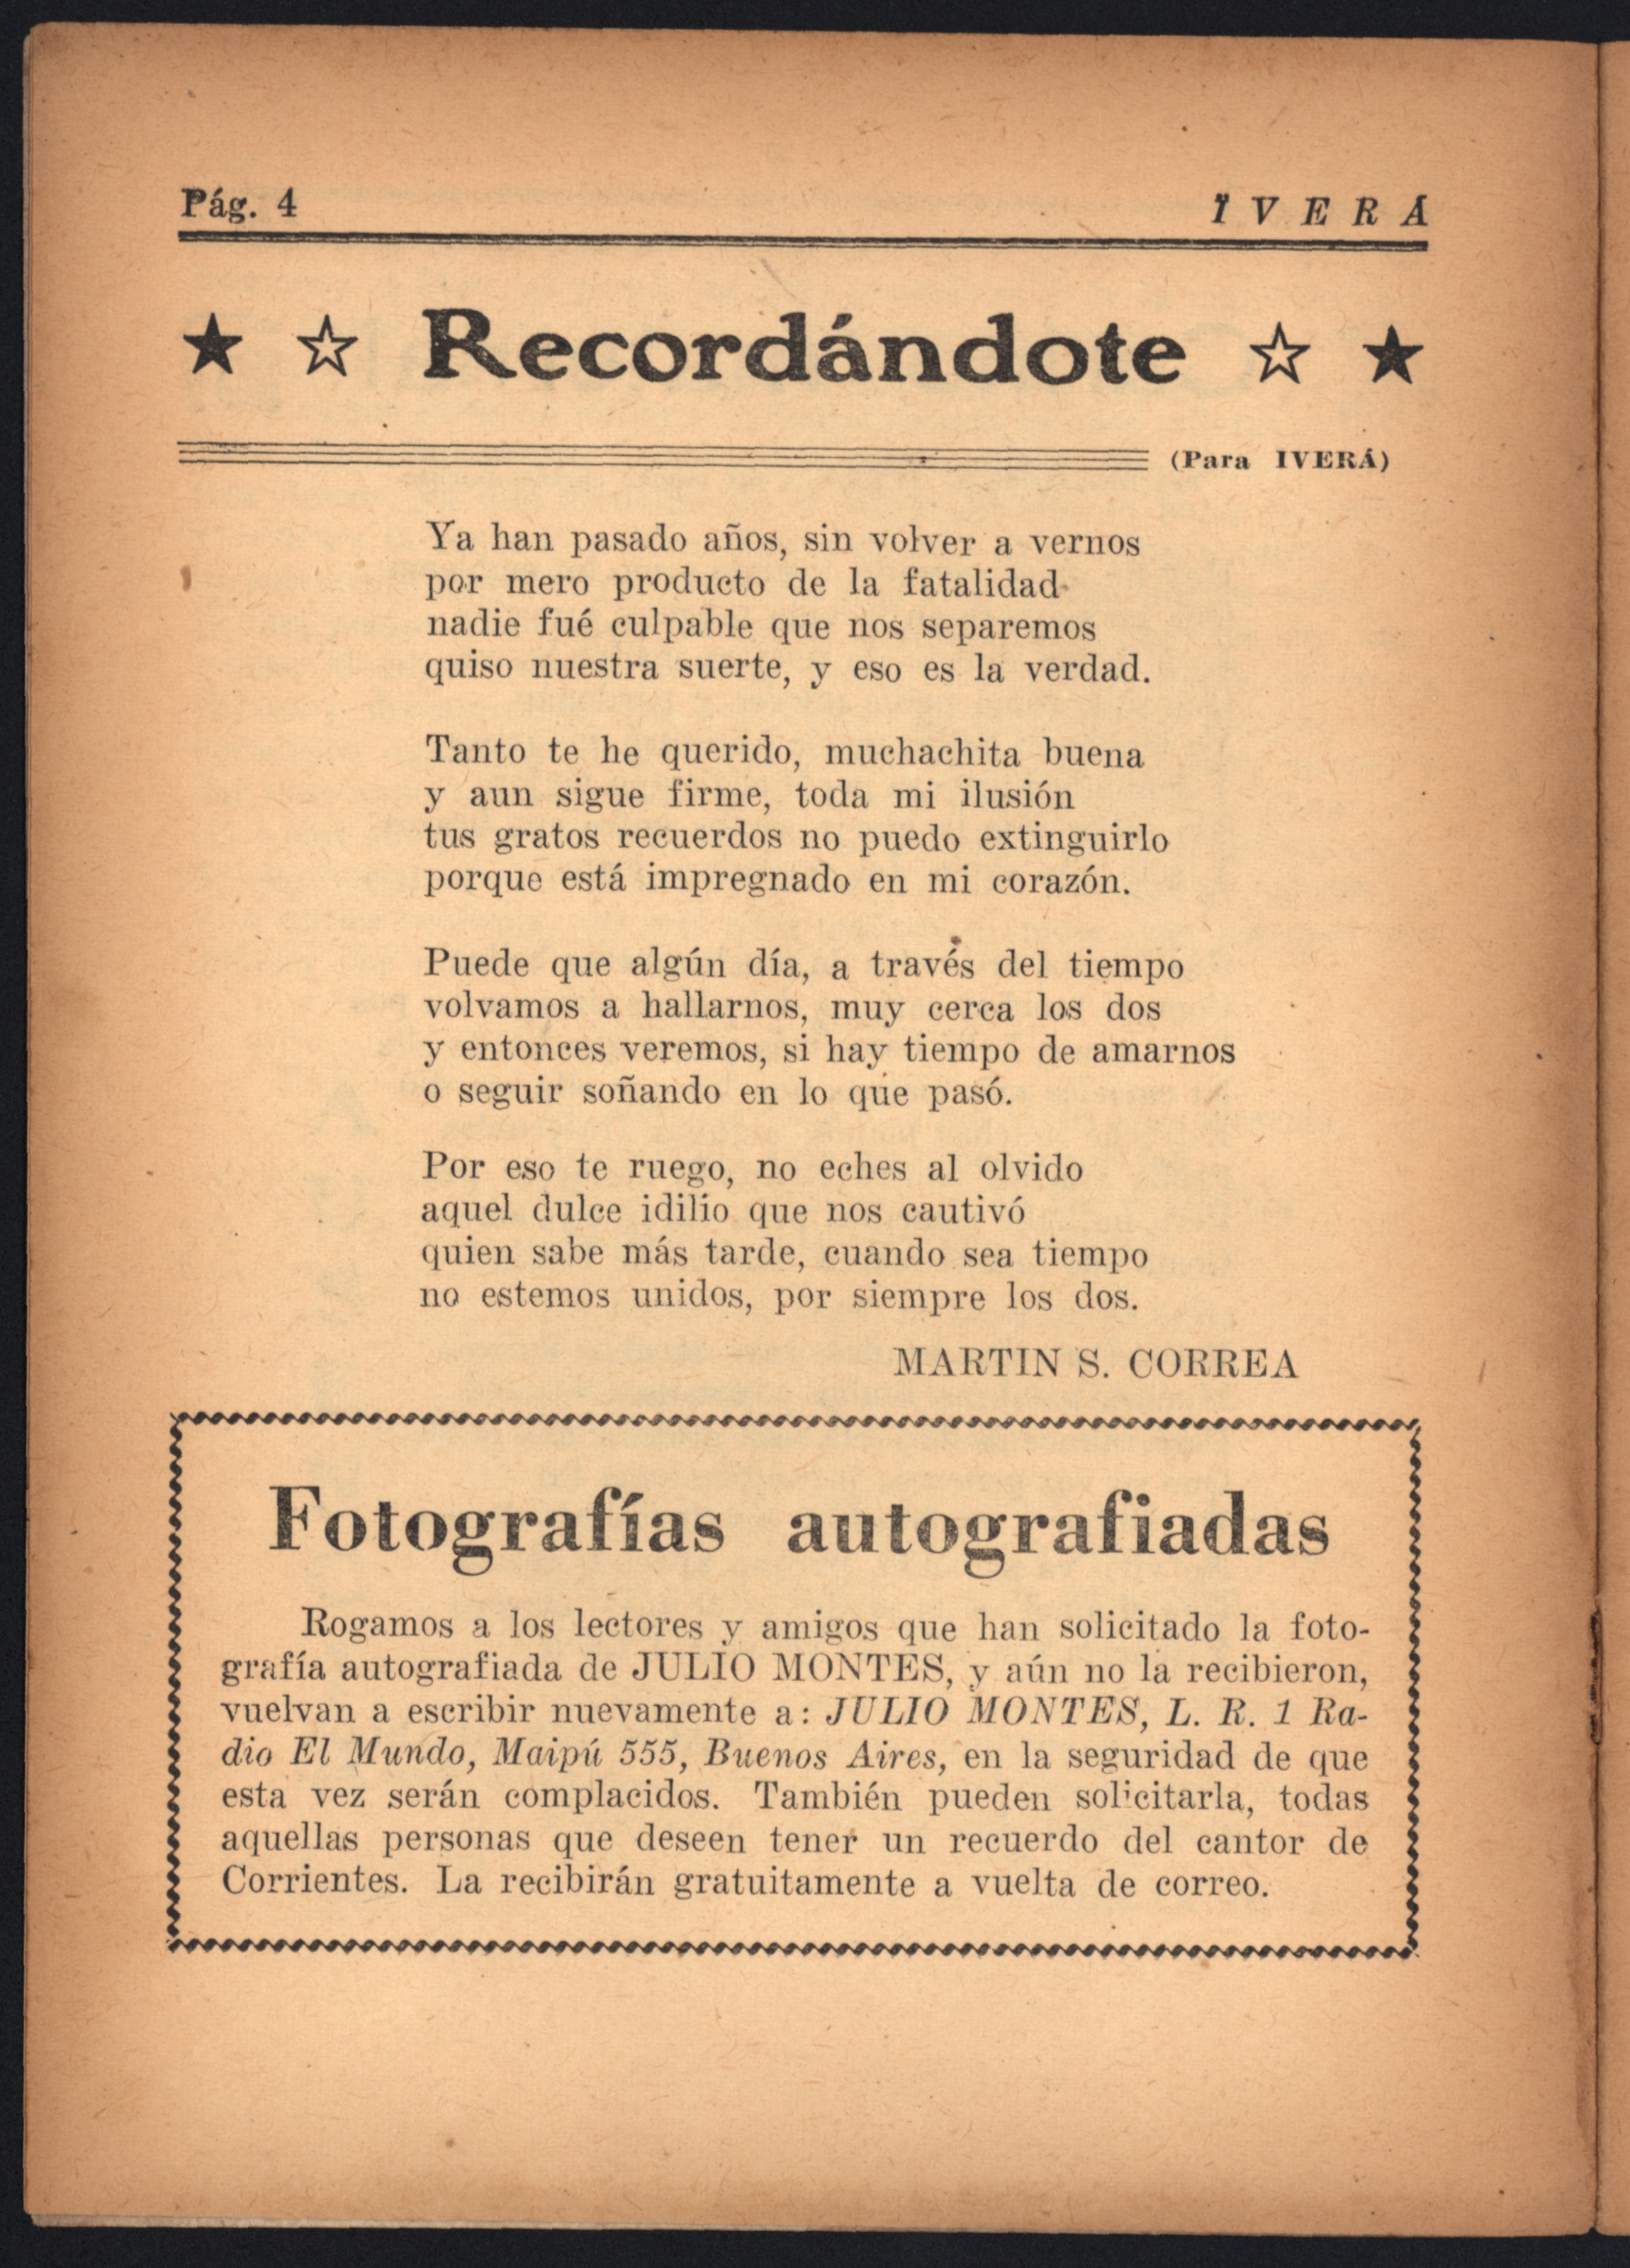 Pág. 4
Ï V E R Á
★ ☆ Recordándote ☆ ★
(Para IVERÁ)
Ya han pasado años, sin volver a vernos
por mero producto de la fatalidad
nadie fué culpable que nos separemos
quiso nuestra suerte, y eso es la verdad.
Tanto te he querido, muchachita buena
y aun sigue firme, toda mi ilusión
tus gratos recuerdos no puedo extinguirlo
porque está impregnado en mi corazón.
Puede que algún día, a través del tiempo
volvamos a hallarnos, muy cerca los dos
y entonces veremos, si hay tiempo de amarnos
o seguir soñando en lo que pasó.
Por eso te ruego, no eches al olvido
aquel dulce idilio que nos cautivó
quien sabe más tarde, cuando sea tiempo
no estemos unidos, por siempre los dos.
MARTIN S. CORREA
Fotografías autografiadas
Rogamos a los lectores y amigos que han solicitado la foto-
grafía autografiada de JULIO MONTES, y aún no la recibieron,
vuelvan a escribir nuevamente a: JULIO MONTES, L. R. 1 Ra-
dio El Mundo, Maipú 555, Buenos Aires, en la seguridad de que
esta vez serán complacidos. También pueden solicitarla, todas
aquellas personas que deseen tener un recuerdo del cantor de
Corrientes. La recibirán gratuitamente a vuelta de correo.